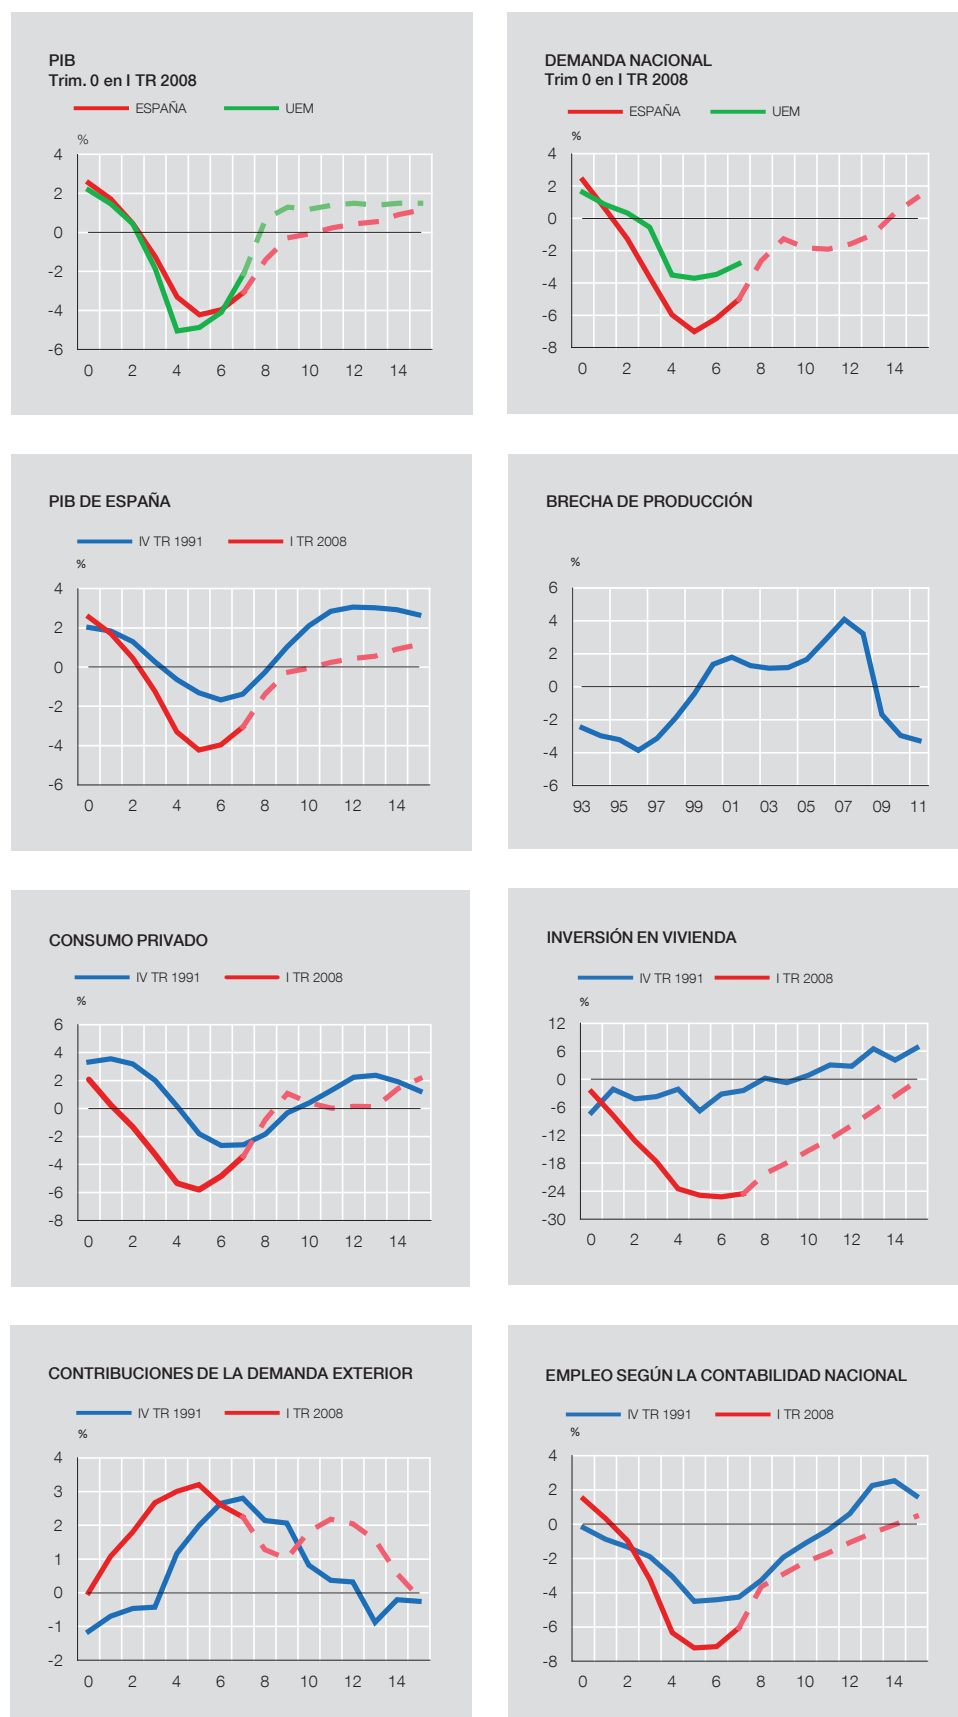 PIB
Trim. 0 en I TR 2008
ESPAÑA UEM
%
4
2
0
-2
-4
-6
0 2 4 6 8 10 12 14
DEMANDA NACIONAL
Trim 0 en I TR 2008
ESPAÑA UEM
%
4
2
0
-2
-4
-6
-8
0 2 4 6 8 10 12 14
PIB DE ESPAÑA
IV TR 1991 I TR 2008
%
4
2
0
-2
-4
-6
0 2 4 6 8 10 12 14
BRECHA DE PRODUCCIÓN
%
6
4
2
0
-2
-4
-6
93 95 97 99 01 03 05 07 09 11
CONSUMO PRIVADO
IV TR 1991 I TR 2008
%
6
4
2
0
-2
-4
-6
-8
0 2 4 6 8 10 12 14
INVERSIÓN EN VIVIENDA
IV TR 1991 I TR 2008
%
12
6
0
-6
-12
-18
-24
-30
0 2 4 6 8 10 12 14
CONTRIBUCIONES DE LA DEMANDA EXTERIOR
IV TR 1991 I TR 2008
%
4
3
2
1
0
-1
-2
0 2 4 6 8 10 12 14
EMPLEO SEGÚN LA CONTABILIDAD NACIONAL
IV TR 1991 I TR 2008
%
4
2
0
-2
-4
-6
-8
0 2 4 6 8 10 12 14